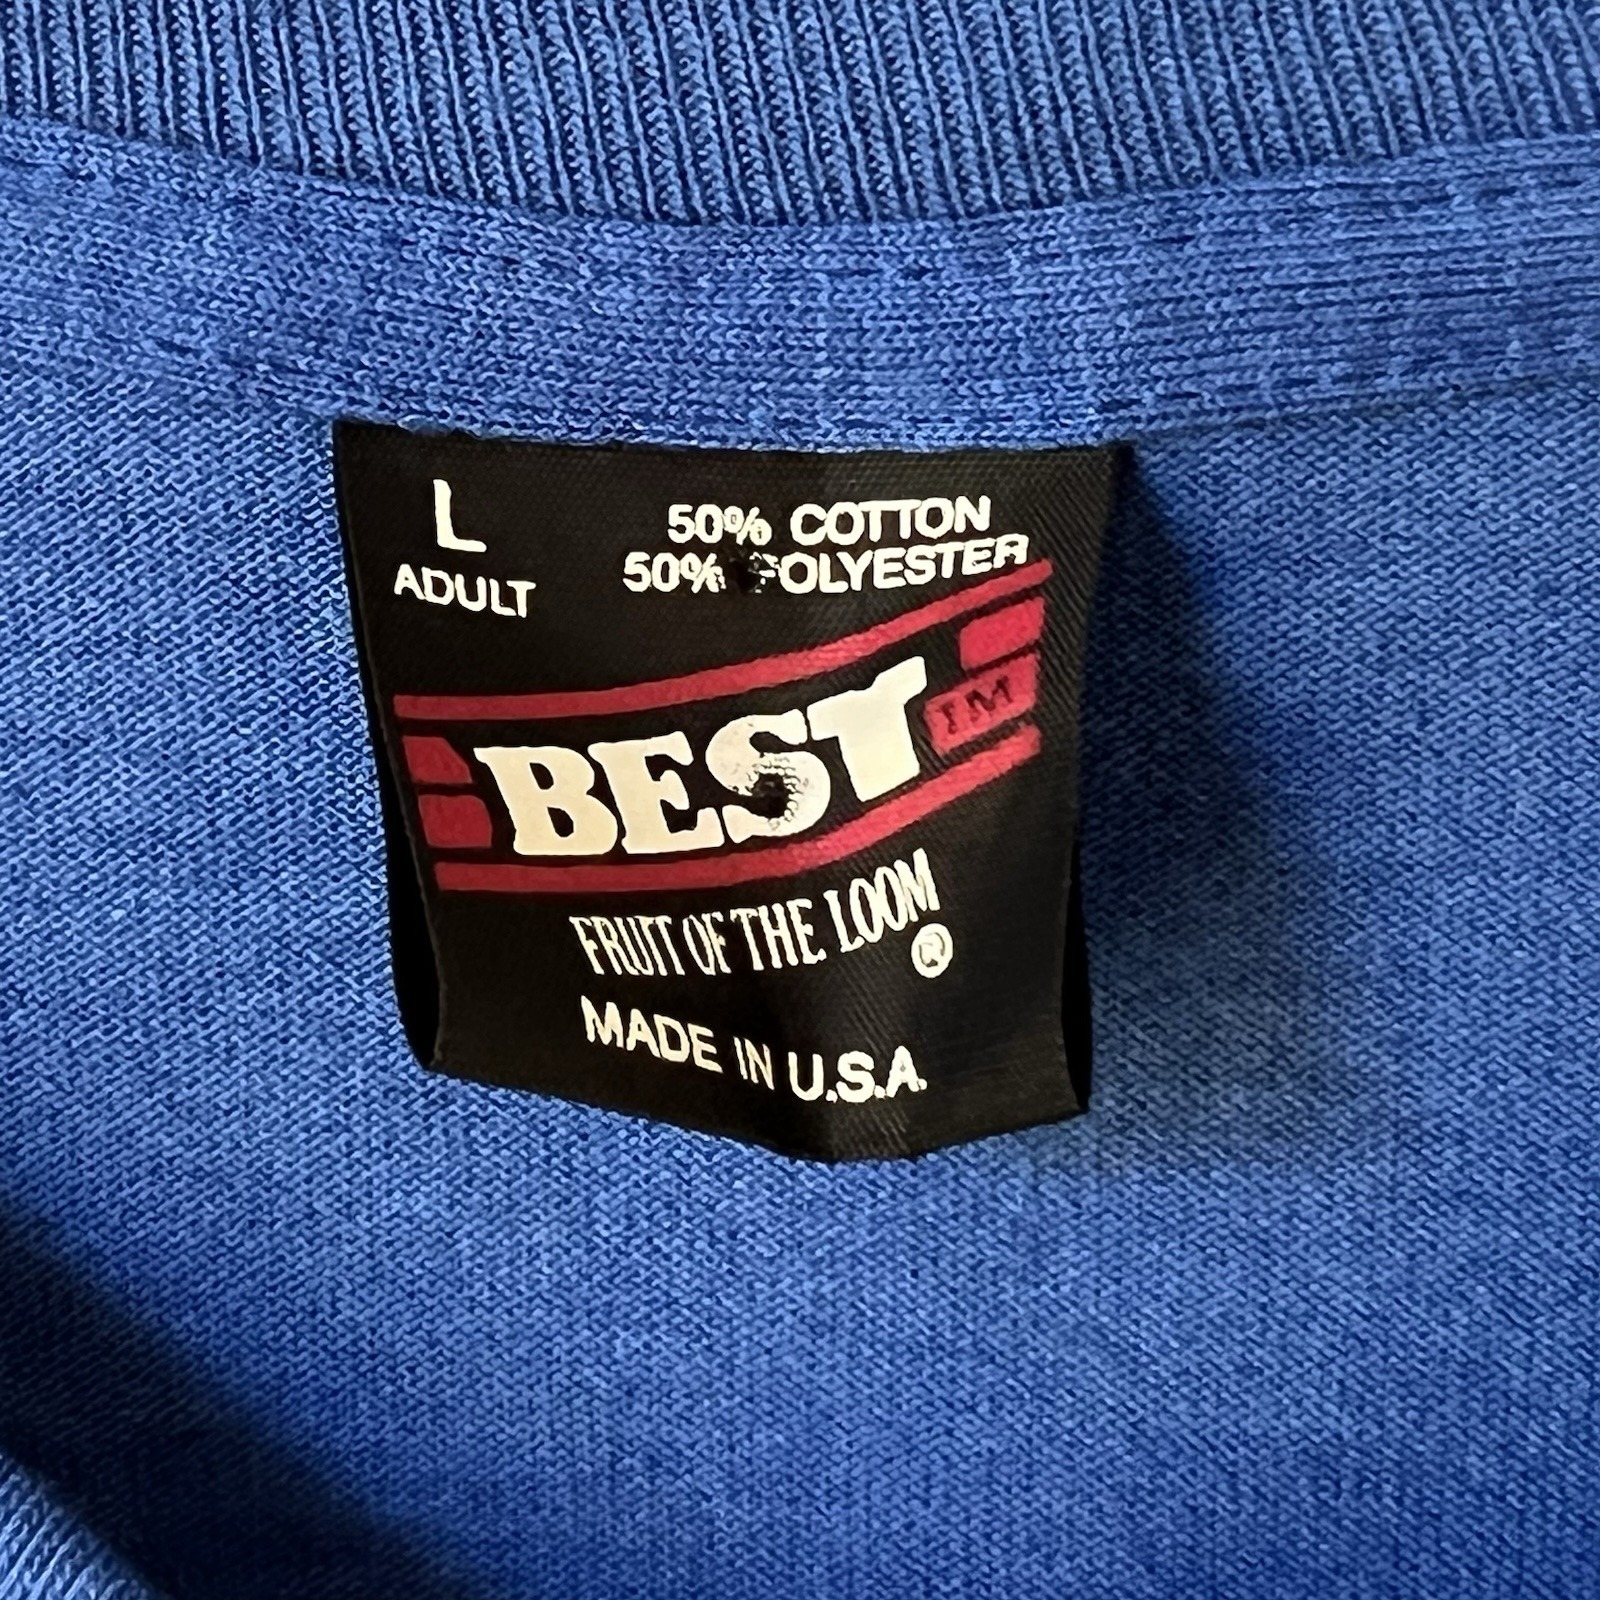 L
ADULT
50% COTTON
50% POLYESTER
BEST TM
FRUIT OF THE LOOM ®
MADE IN U.S.A.